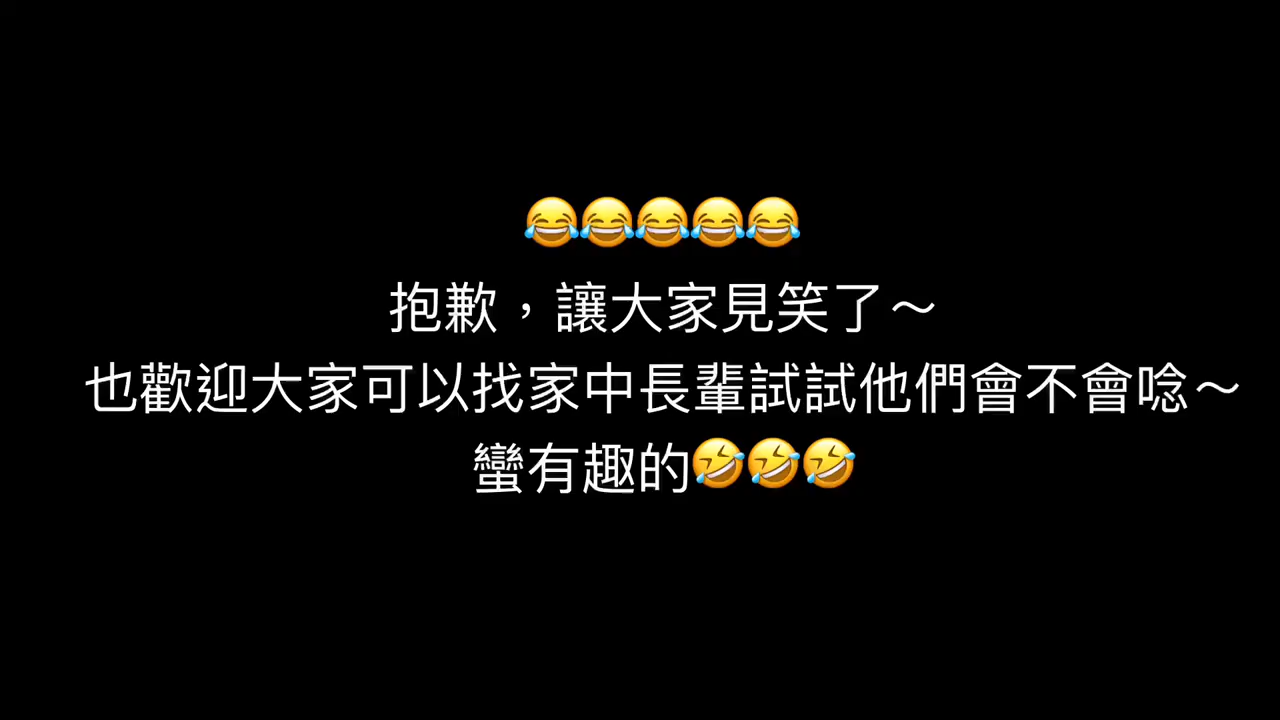 😂😂😂😂😂
抱歉，讓大家見笑了～
也歡迎大家可以找家中長輩試試他們會不會唸～
蠻有趣的🤣🤣🤣